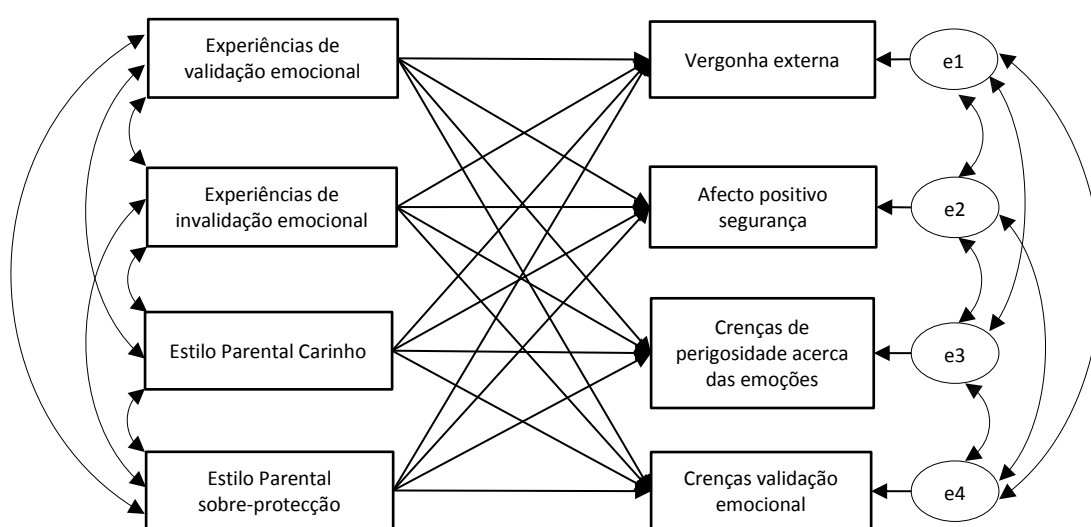 Experiências de
validação emocional
Vergonha externa
e1
Experiências de
invalidação emocional
Afecto positivo
segurança
e2
Estilo Parental Carinho
Crenças de
perigosidade acerca
das emoções
e3
Estilo Parental
sobre-protecção
Crenças validação
emocional
e4